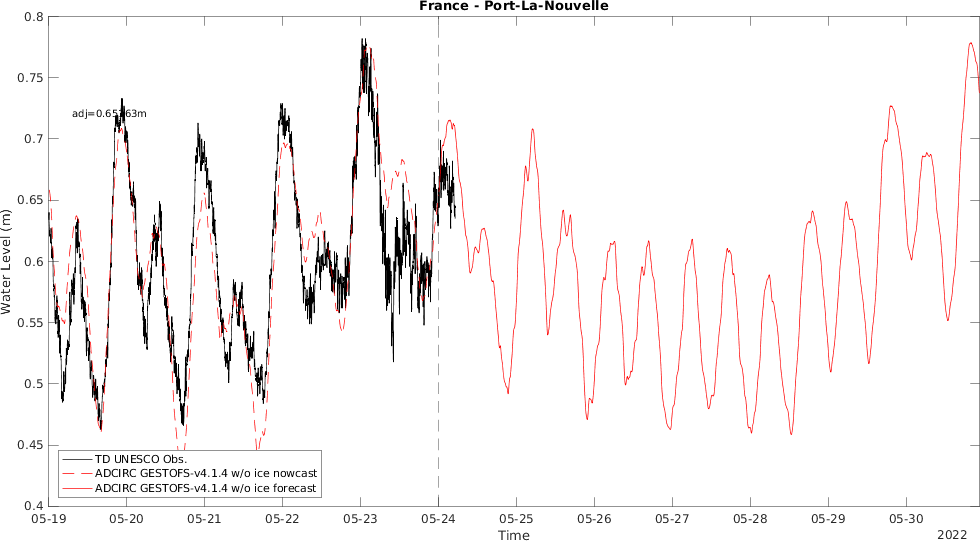 France - Port-La-Nouvelle
0.8
0.75
0.7
0.65
0.6
0.55
0.5
0.45
0.4
Water Level (m)
TD UNESCO Obs.
ADCIRC GESTOFS-v4.1.4 w/o ice nowcast
ADCIRC GESTOFS-v4.1.4 w/o ice forecast
05-19 05-20 05-21 05-22 05-23 05-24 05-25 05-26 05-27 05-28 05-29 05-30
Time
2022